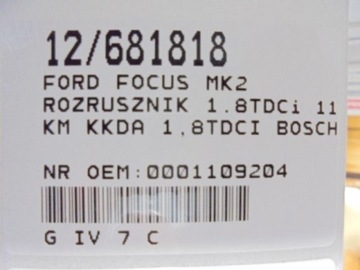 12/681818
FORD FOCUS MK2
ROZRUSZNIK 1.8TDCi 11
KM KKDA 1,8TDCI BOSCH
NR OEM:0001109204
G IV 7 C